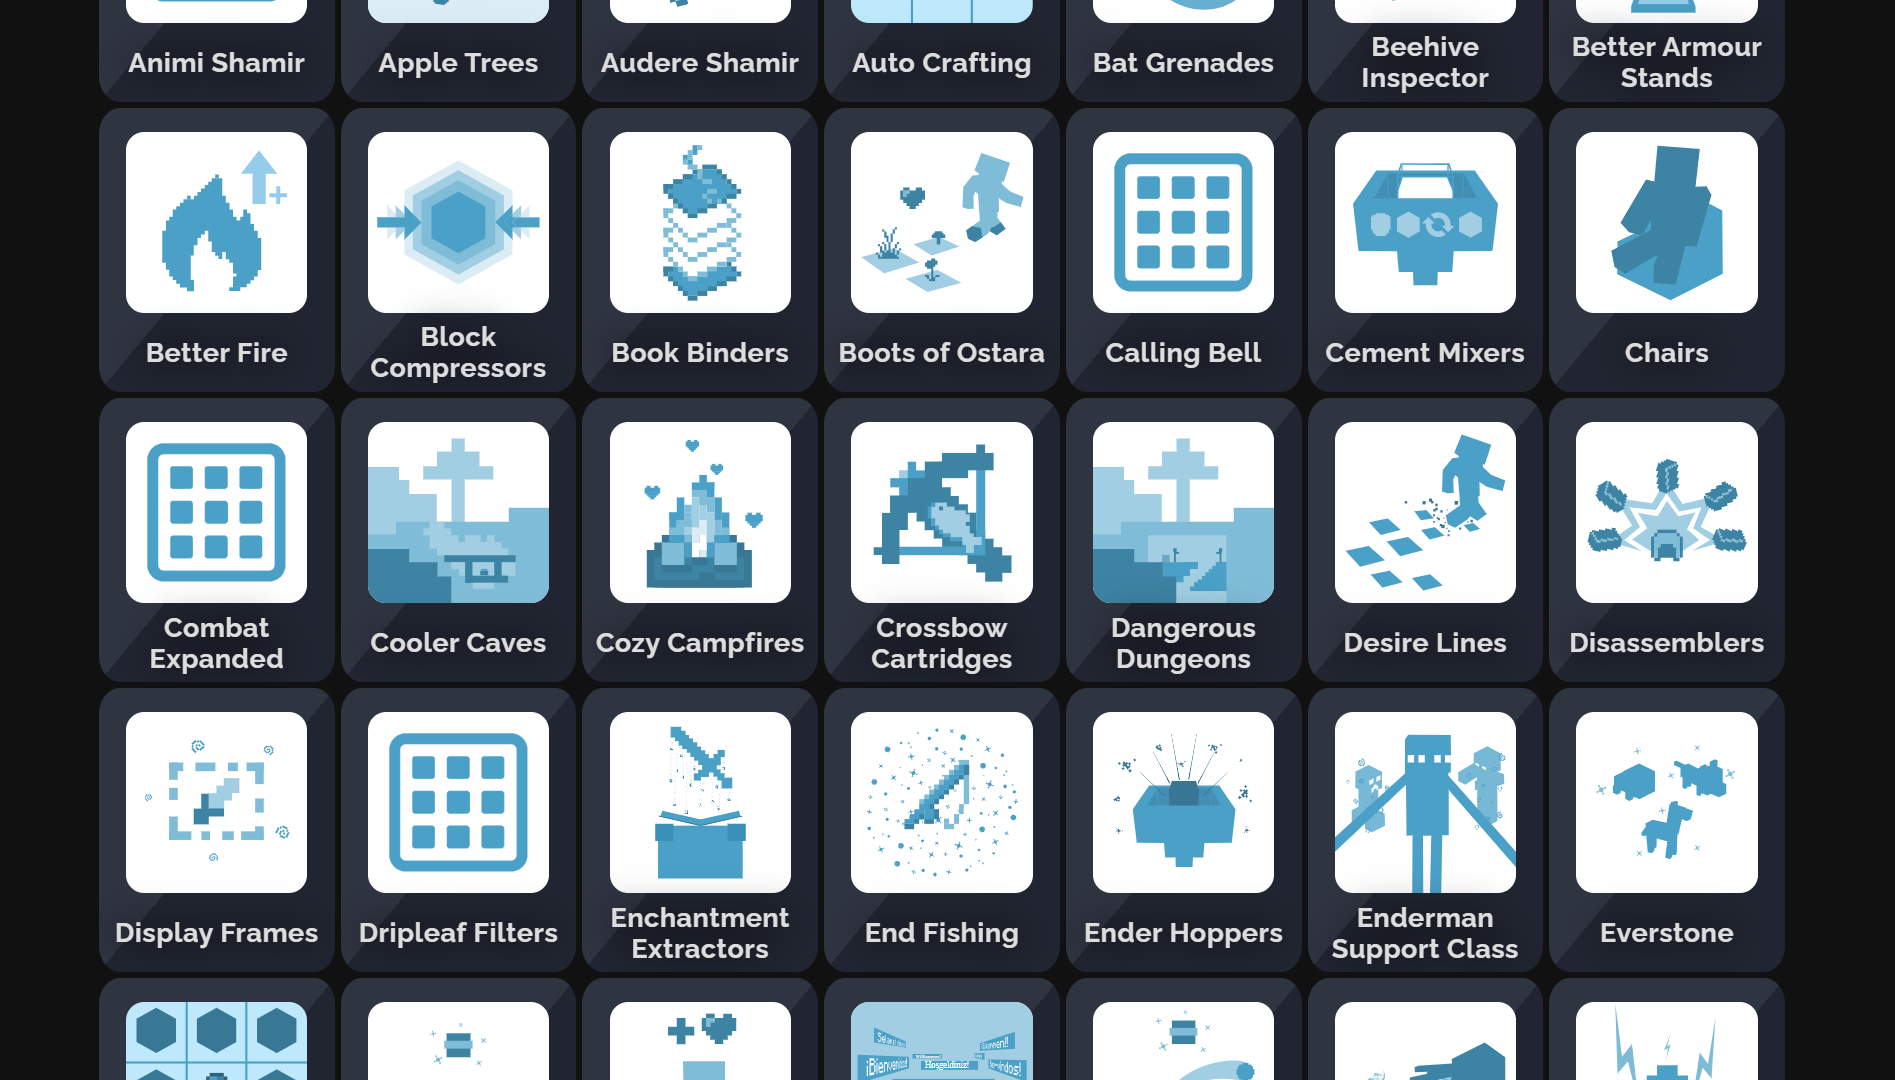 Animi Shamir
Apple Trees
Audere Shamir
Auto Crafting
Bat Grenades
Beehive
Inspector
Better Armour
Stands
Better Fire
Block
Compressors
Book Binders
Boots of Ostara
Calling Bell
Cement Mixers
Chairs
Combat
Expanded
Cooler Caves
Cozy Campfires
Crossbow
Cartridges
Dangerous
Dungeons
Desire Lines
Disassemblers
Display Frames
Dripleaf Filters
Enchantment
Extractors
End Fishing
Ender Hoppers
Enderman
Support Class
Everstone
Hoşgeldiniz!